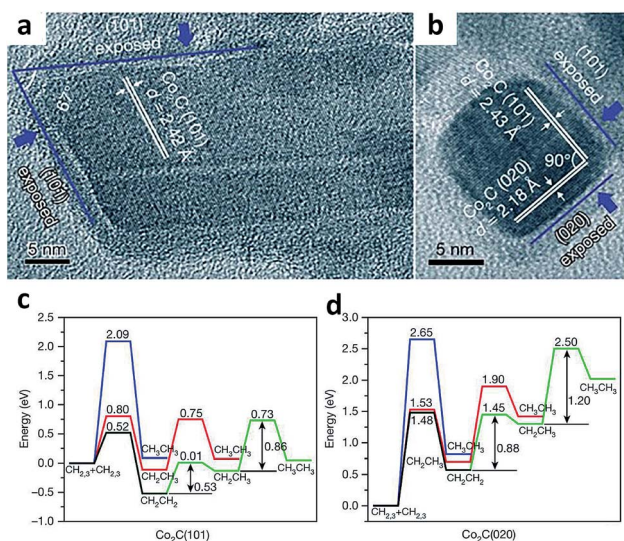 a
(101)
exposed
67°
Co₂C (101)
d = 2.42 Å
(1̄01)
exposed
5 nm
b
(101)
exposed
Co₂C (101)
d = 2.43 Å
90°
Co₂C (020)
d = 2.18 Å
(020)
exposed
5 nm
c
Energy (eV)
2.5
2.0
1.5
1.0
0.5
0.0
−0.5
−1.0
2.09
0.80
0.52
0.75
0.73
0.01
0.86
0.53
CH₂,₃+CH₂,₃
CH₃CH₃
CH₂CH₃
CH₂CH₂
CH₃CH₃
CH₂CH₃
CH₃CH₃
Co₂C(101)
d
Energy (eV)
3.0
2.5
2.0
1.5
1.0
0.5
0.0
2.65
1.53
1.48
1.90
1.45
2.50
1.20
0.88
CH₂,₃+CH₂,₃
CH₂CH₃
CH₃CH₃
CH₂CH₂
CH₃CH₃
CH₂CH₃
CH₃CH₃
Co₂C(020)